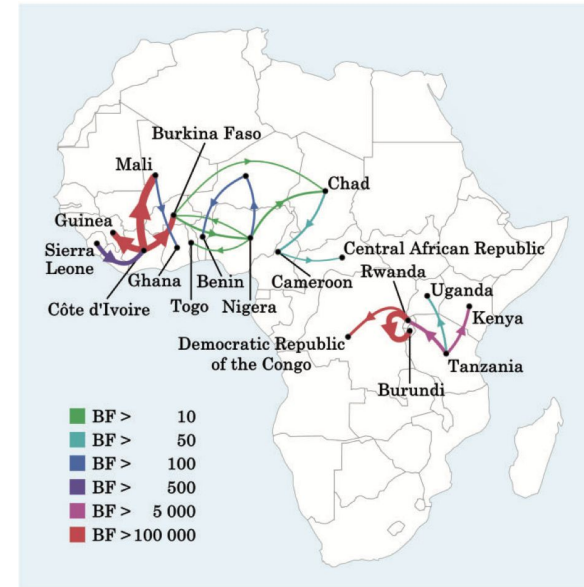 Burkina Faso
Mali
Chad
Guinea
Sierra
Leone
Central African Republic
Rwanda
Ghana
Benin
Cameroon
Uganda
Côte d'Ivoire
Togo
Nigera
Kenya
Democratic Republic
of the Congo
Tanzania
Burundi
BF > 10
BF > 50
BF > 100
BF > 500
BF > 5 000
BF > 100 000